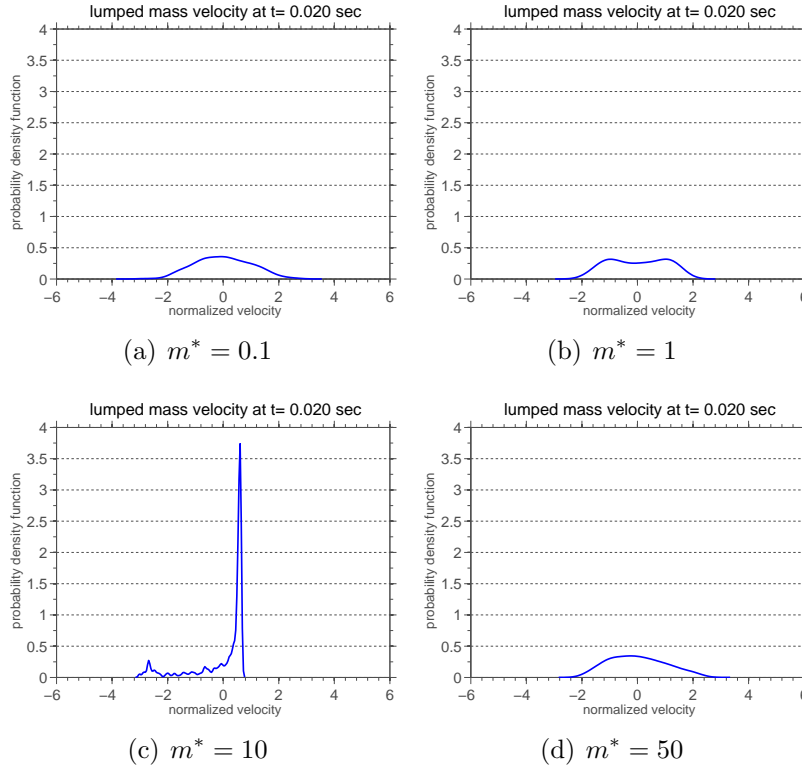 lumped mass velocity at t= 0.020 sec
4
3.5
3
2.5
2
1.5
1
0.5
0
probability density function
−6 −4 −2 0 2 4 6
normalized velocity
(a) m* = 0.1
lumped mass velocity at t= 0.020 sec
4
3.5
3
2.5
2
1.5
1
0.5
0
probability density function
−6 −4 −2 0 2 4 6
normalized velocity
(b) m* = 1
lumped mass velocity at t= 0.020 sec
4
3.5
3
2.5
2
1.5
1
0.5
0
probability density function
−6 −4 −2 0 2 4 6
normalized velocity
(c) m* = 10
lumped mass velocity at t= 0.020 sec
4
3.5
3
2.5
2
1.5
1
0.5
0
probability density function
−6 −4 −2 0 2 4 6
normalized velocity
(d) m* = 50